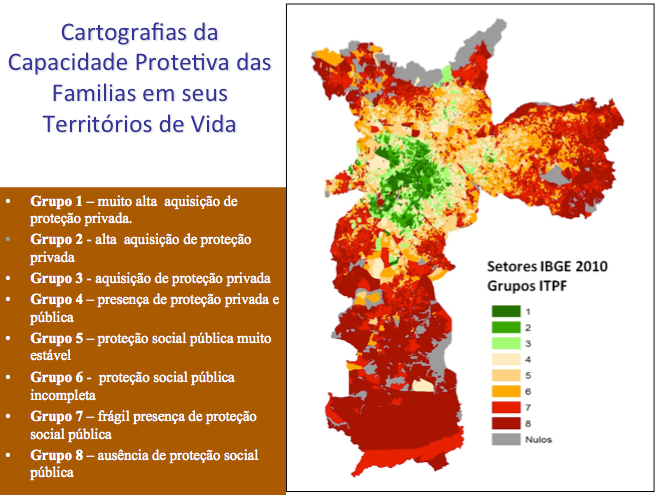 Cartografias da
Capacidade Protetiva das
Familias em seus
Territórios de Vida
• Grupo 1 – muito alta aquisição de
proteção privada.
• Grupo 2 - alta aquisição de proteção
privada
• Grupo 3 - aquisição de proteção privada
• Grupo 4 – presença de proteção privada e
pública
• Grupo 5 – proteção social pública muito
estável
• Grupo 6 - proteção social pública
incompleta
• Grupo 7 – frágil presença de proteção
social pública
• Grupo 8 – ausência de proteção social
pública
Setores IBGE 2010
Grupos ITPF
1
2
3
4
5
6
7
8
Nulos